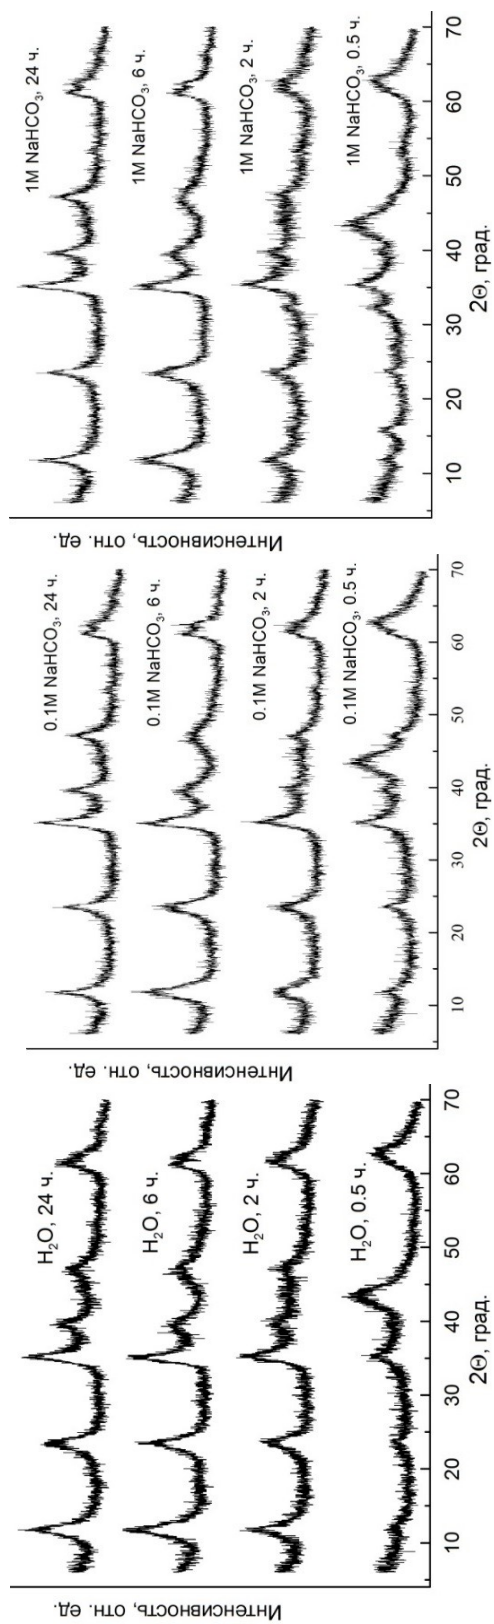 Интенсивность, отн. ед.
H₂O, 24 ч.
H₂O, 6 ч.
H₂O, 2 ч.
H₂O, 0.5 ч.
10 20 30 40 50 60 70
2Θ, град.
Интенсивность, отн. ед.
0.1M NaHCO₃, 24 ч.
0.1M NaHCO₃, 6 ч.
0.1M NaHCO₃, 2 ч.
0.1M NaHCO₃, 0.5 ч.
10 20 30 40 50 60 70
2Θ, град.
Интенсивность, отн. ед.
1M NaHCO₃, 24 ч.
1M NaHCO₃, 6 ч.
1M NaHCO₃, 2 ч.
1M NaHCO₃, 0.5 ч.
10 20 30 40 50 60 70
2Θ, град.